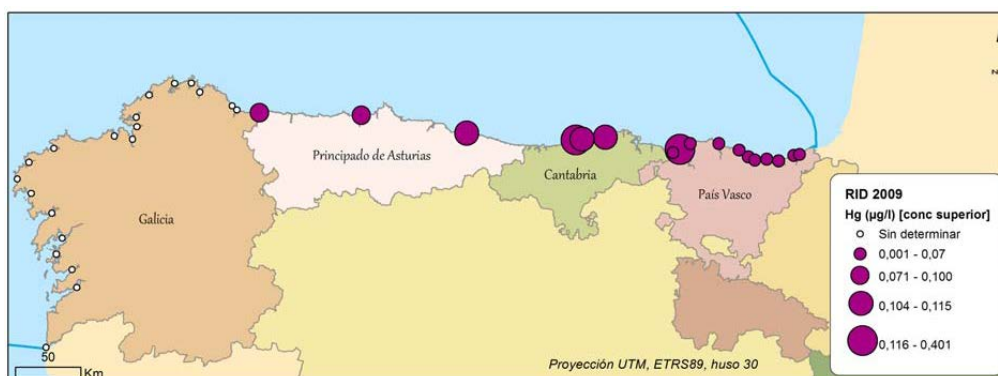 Principado de Asturias
Cantabria
País Vasco
Galicia
RID 2009
Hg (µg/l) [conc superior]
Sin determinar
0,001 - 0,07
0,071 - 0,100
0,104 - 0,115
0,116 - 0,401
50
Km
Proyección UTM, ETRS89, huso 30